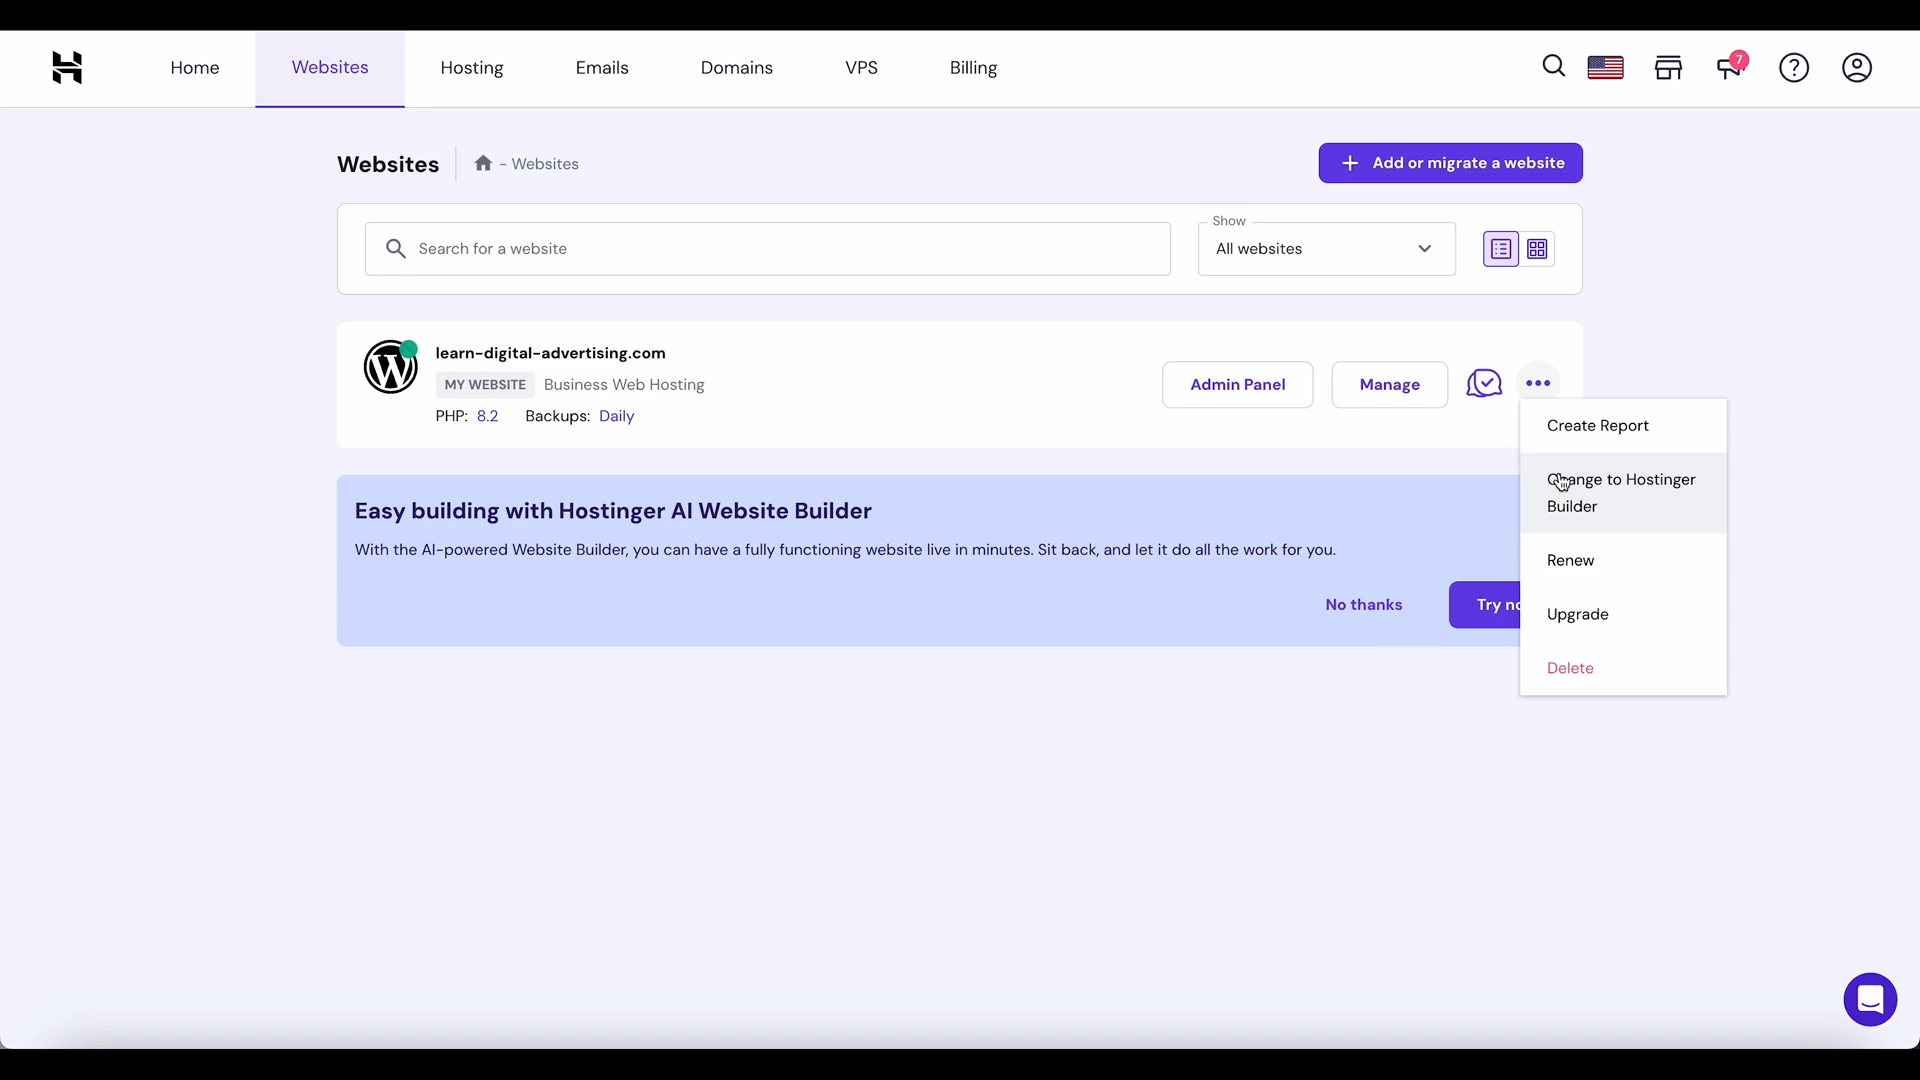 Home
Websites
Hosting
Emails
Domains
VPS
Billing
7
Websites
- Websites
Add or migrate a website
Search for a website
Show
All websites
learn-digital-advertising.com
MY WEBSITE
Business Web Hosting
PHP: 8.2
Backups: Daily
Admin Panel
Manage
Create Report
Change to Hostinger
Builder
Renew
Upgrade
Delete
Easy building with Hostinger AI Website Builder
With the AI-powered Website Builder, you can have a fully functioning website live in minutes. Sit back, and let it do all the work for you.
No thanks
Try no